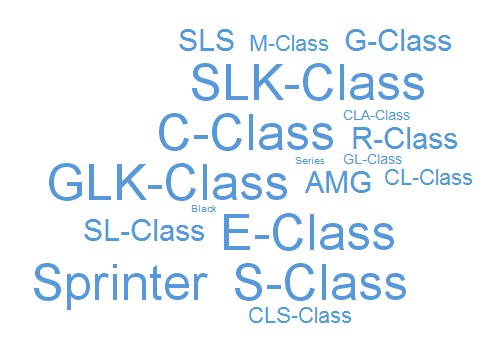 SLS M-Class G-Class
SLK-Class
CLA-Class
C-Class R-Class
Series GL-Class
GLK-Class AMG CL-Class
Black
SL-Class E-Class
Sprinter S-Class
CLS-Class